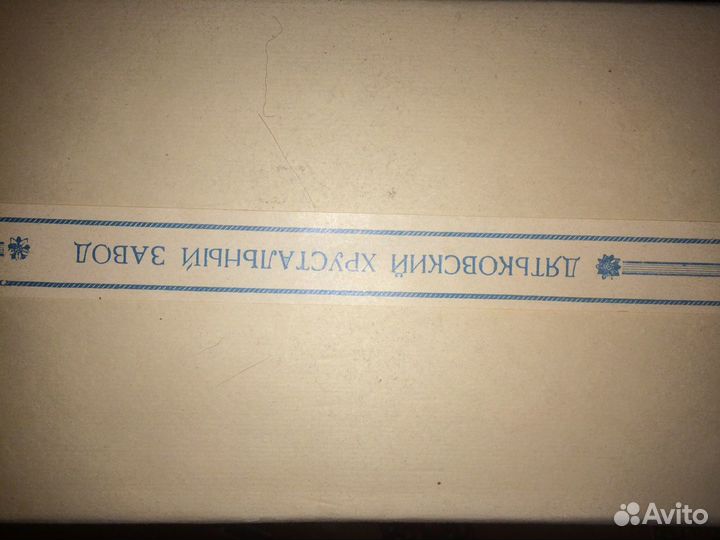 ДЯТЬКОВСКИЙ ХРУСТАЛЬНЫЙ ЗАВОД
Avito